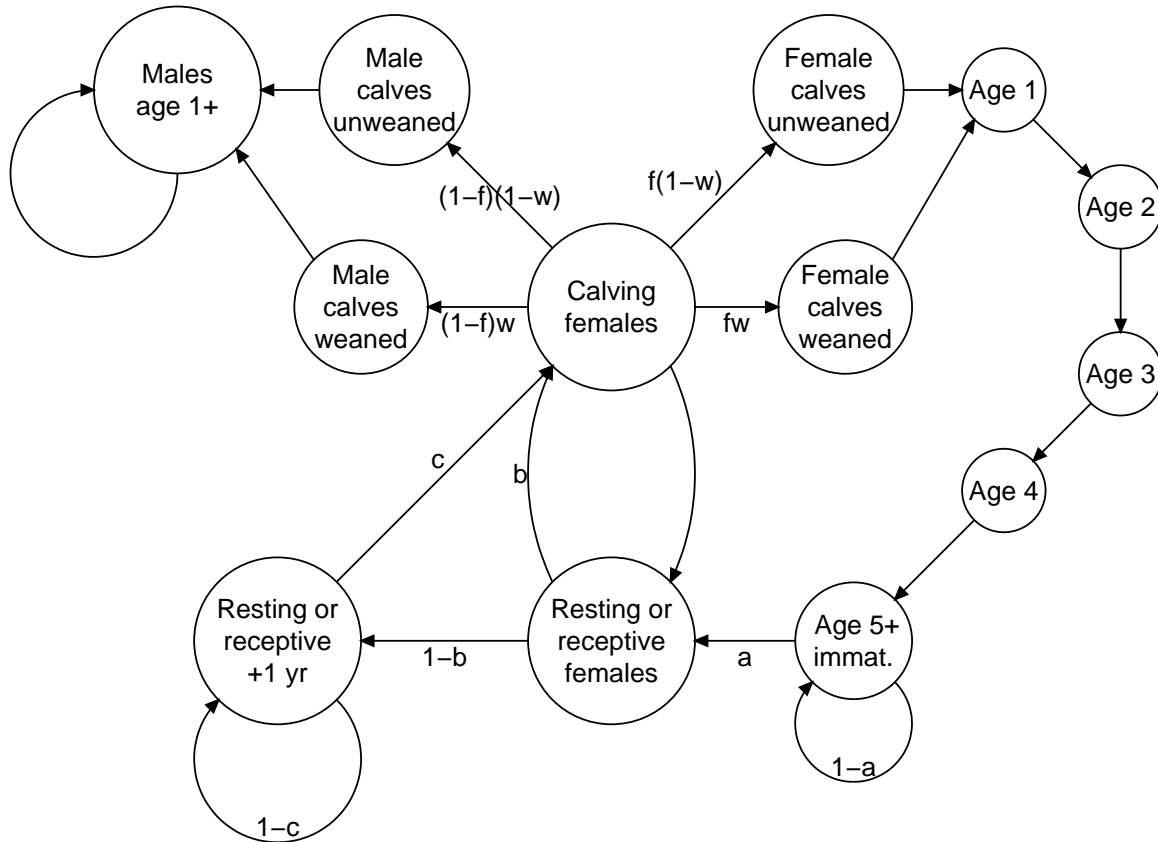 Males
age 1+
Male
calves
unweaned
Female
calves
unweaned
Age 1
Age 2
(1−f)(1−w)
f(1−w)
Male
calves
weaned
(1−f)w
Calving
females
fw
Female
calves
weaned
Age 3
c
b
Age 4
Resting or
receptive
+1 yr
1−b
Resting or
receptive
females
a
Age 5+
immat.
1−a
1−c